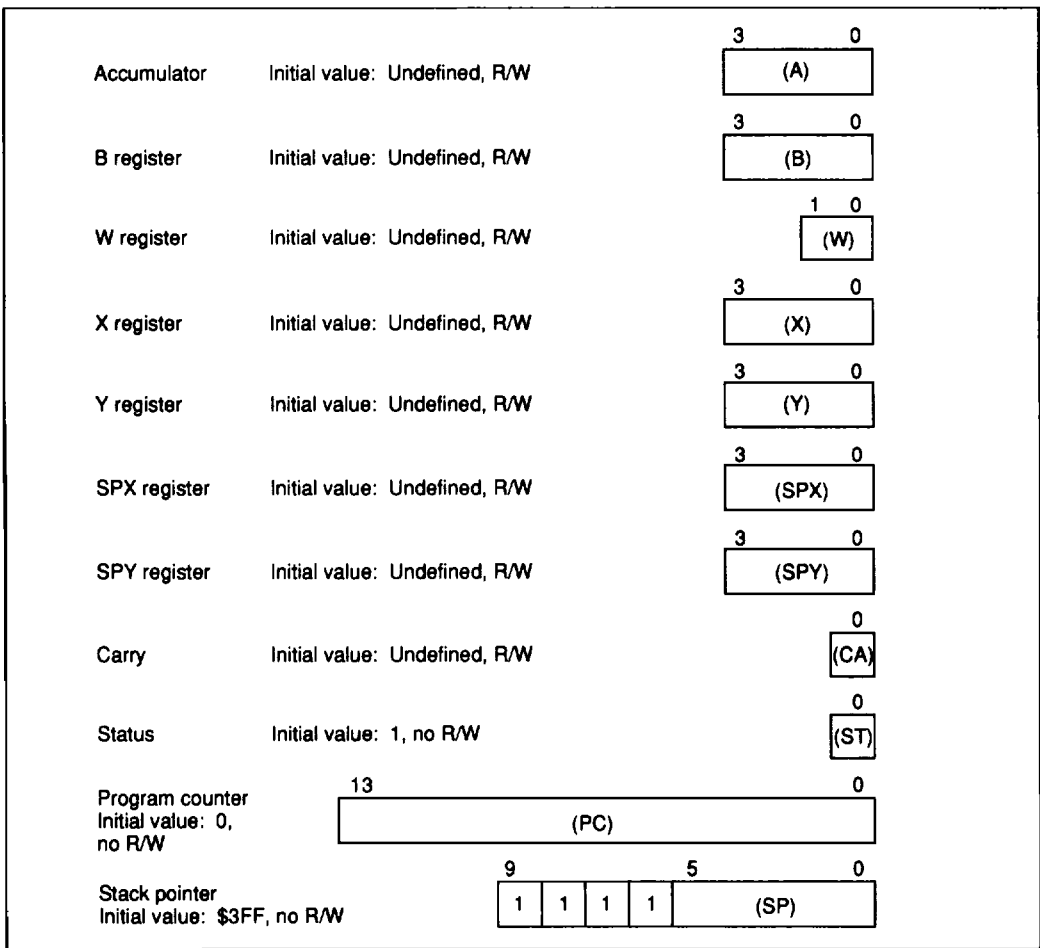 3 0
Accumulator Initial value: Undefined, R/W (A)
3 0
B register Initial value: Undefined, R/W (B)
1 0
W register Initial value: Undefined, R/W (W)
3 0
X register Initial value: Undefined, R/W (X)
3 0
Y register Initial value: Undefined, R/W (Y)
3 0
SPX register Initial value: Undefined, R/W (SPX)
3 0
SPY register Initial value: Undefined, R/W (SPY)
0
Carry Initial value: Undefined, R/W (CA)
0
Status Initial value: 1, no R/W (ST)
13 0
Program counter
Initial value: 0,
no R/W
(PC)
9 5 0
Stack pointer
Initial value: $3FF, no R/W
1 1 1 1 (SP)